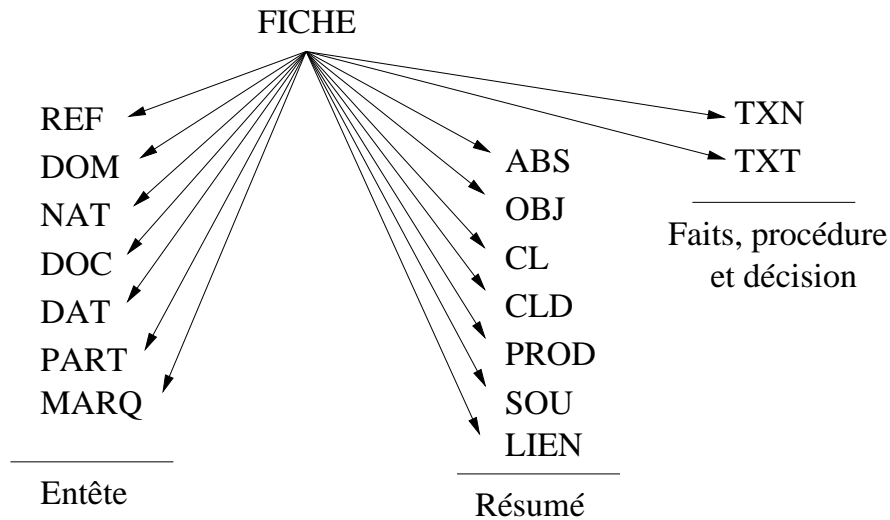 FICHE
REF
DOM
NAT
DOC
DAT
PART
MARQ
Entête
ABS
OBJ
CL
CLD
PROD
SOU
LIEN
Résumé
TXN
TXT
Faits, procédure
et décision